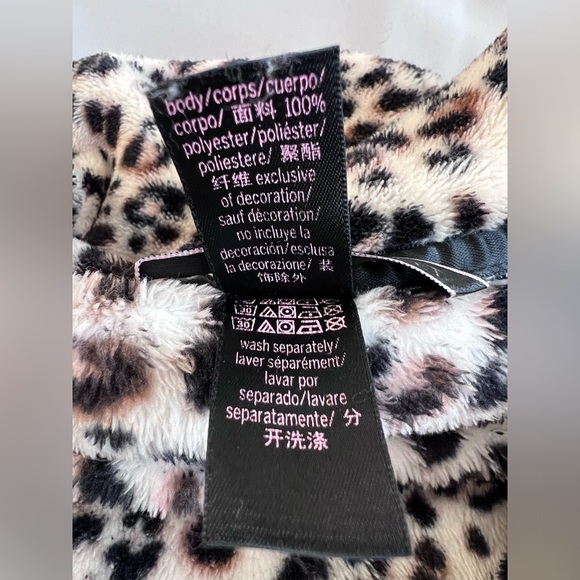 body/corps/cuerpo/
corpo/ 面料 100%
polyester/poliéster/
poliestere/ 聚酯
纤维 exclusive
of decoration/
sauf décoration/
no incluye la
decoración/esclusa
la decorazione/ 装
饰除外
30
30
wash separately/
laver séparément/
lavar por
separado/lavare
separatamente/ 分
开洗涤